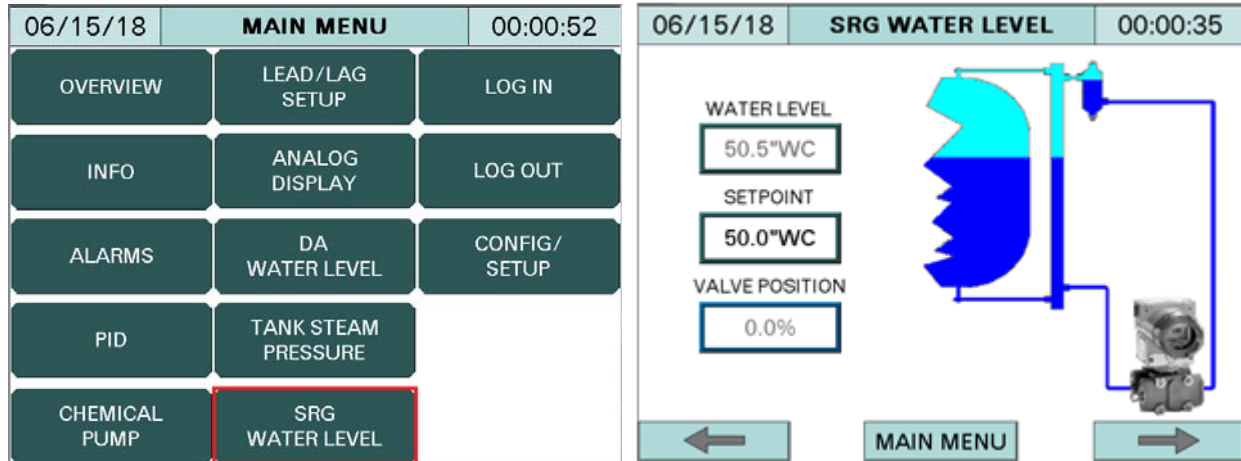 06/15/18 MAIN MENU 00:00:52
OVERVIEW
LEAD/LAG
SETUP
LOG IN
INFO
ANALOG
DISPLAY
LOG OUT
ALARMS
DA
WATER LEVEL
CONFIG/
SETUP
PID
TANK STEAM
PRESSURE
CHEMICAL
PUMP
SRG
WATER LEVEL
06/15/18 SRG WATER LEVEL 00:00:35
WATER LEVEL
50.5"WC
SETPOINT
50.0"WC
VALVE POSITION
0.0%
MAIN MENU